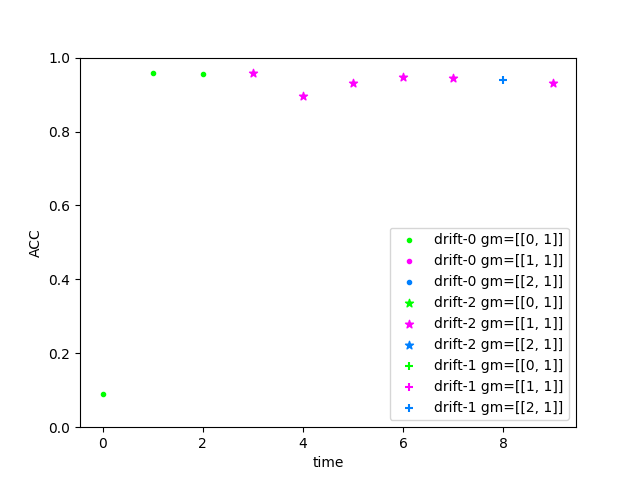 1.0
0.8
0.6
0.4
0.2
0.0
ACC
drift-0 gm=[[0, 1]]
drift-0 gm=[[1, 1]]
drift-0 gm=[[2, 1]]
drift-2 gm=[[0, 1]]
drift-2 gm=[[1, 1]]
drift-2 gm=[[2, 1]]
drift-1 gm=[[0, 1]]
drift-1 gm=[[1, 1]]
drift-1 gm=[[2, 1]]
0 2 4 6 8
time